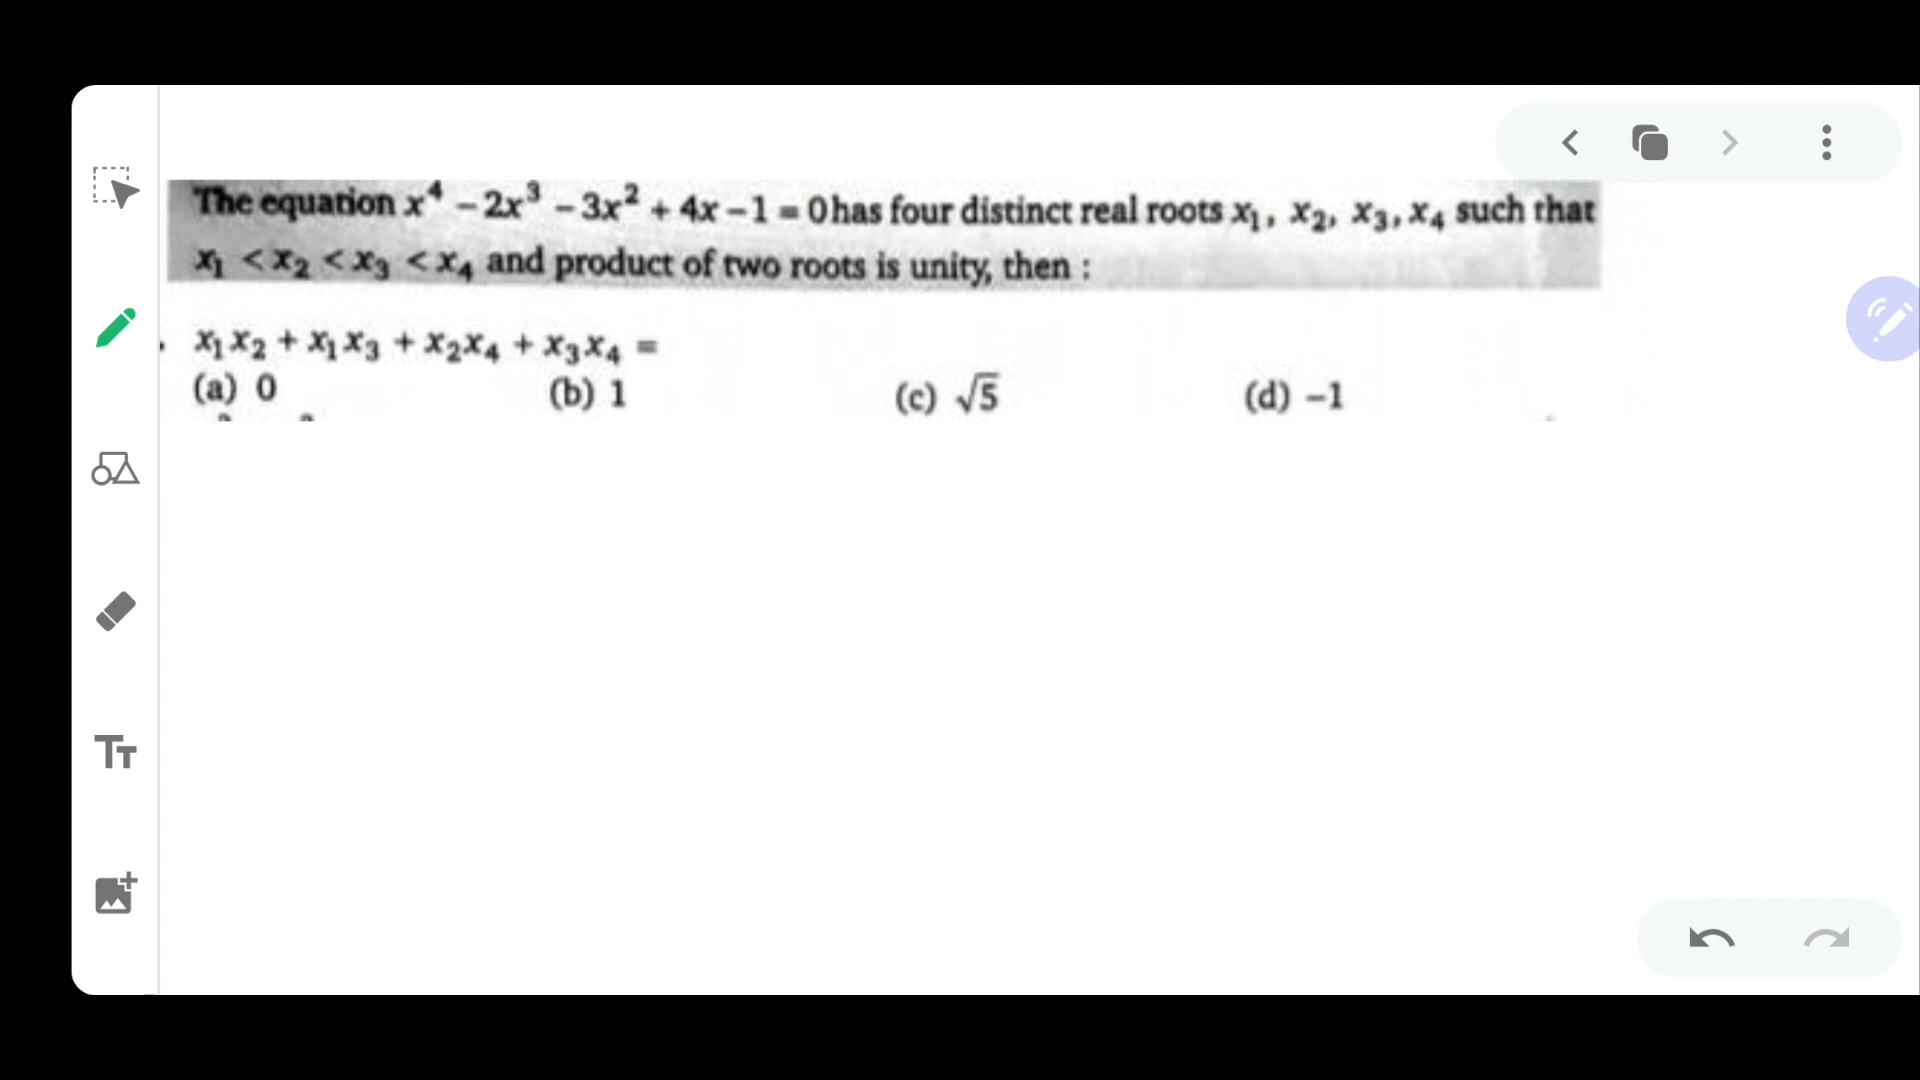 The equation x⁴ – 2x³ – 3x² + 4x – 1 = 0 has four distinct real roots x₁, x₂, x₃, x₄ such that
x₁ < x₂ < x₃ < x₄ and product of two roots is unity, then :
x₁x₂ + x₁x₃ + x₂x₄ + x₃x₄ =
(a) 0 (b) 1 (c) √5 (d) –1
Tт